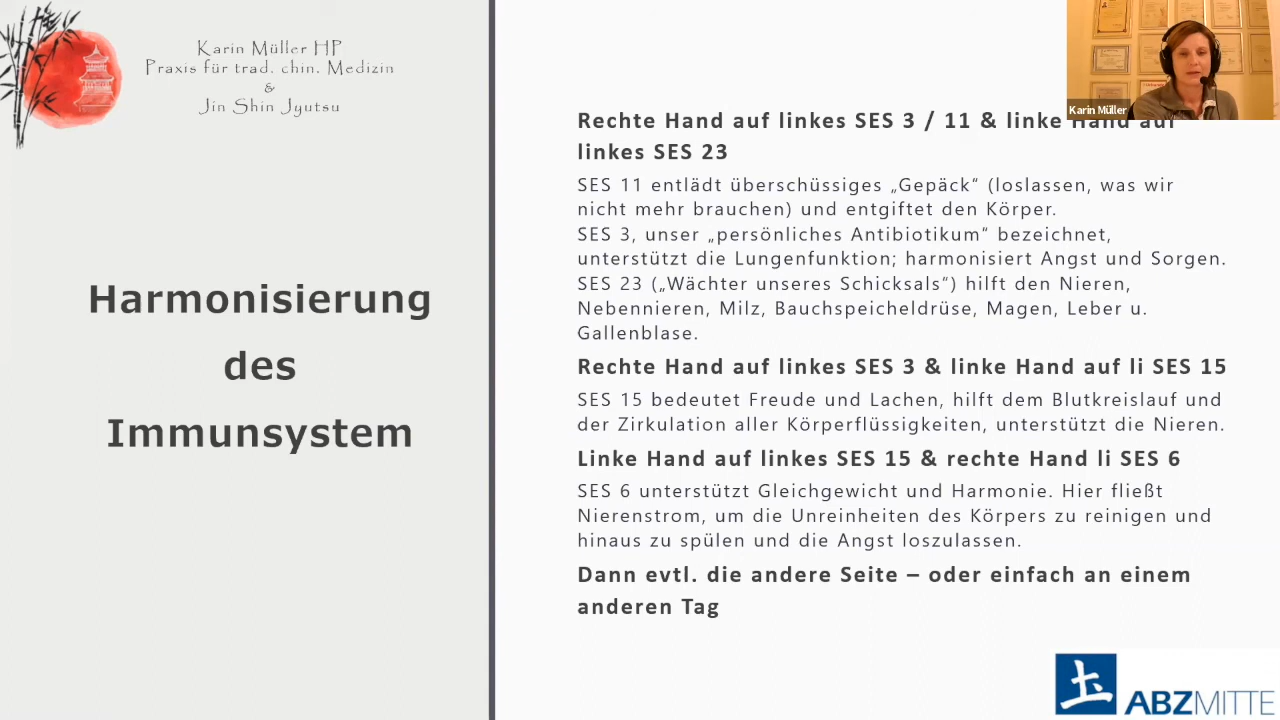 Karin Müller HP
Praxis für trad. chin. Medizin
&
Jin Shin Jyutsu
Harmonisierung
des
Immunsystem
Karin Müller
Rechte Hand auf linkes SES 3 / 11 & linke Hand auf
linkes SES 23
SES 11 entlädt überschüssiges „Gepäck“ (loslassen, was wir
nicht mehr brauchen) und entgiftet den Körper.
SES 3, unser „persönliches Antibiotikum“ bezeichnet,
unterstützt die Lungenfunktion; harmonisiert Angst und Sorgen.
SES 23 („Wächter unseres Schicksals“) hilft den Nieren,
Nebennieren, Milz, Bauchspeicheldrüse, Magen, Leber u.
Gallenblase.
Rechte Hand auf linkes SES 3 & linke Hand auf li SES 15
SES 15 bedeutet Freude und Lachen, hilft dem Blutkreislauf und
der Zirkulation aller Körperflüssigkeiten, unterstützt die Nieren.
Linke Hand auf linkes SES 15 & rechte Hand li SES 6
SES 6 unterstützt Gleichgewicht und Harmonie. Hier fließt
Nierenstrom, um die Unreinheiten des Körpers zu reinigen und
hinaus zu spülen und die Angst loszulassen.
Dann evtl. die andere Seite – oder einfach an einem
anderen Tag
ABZMITTE